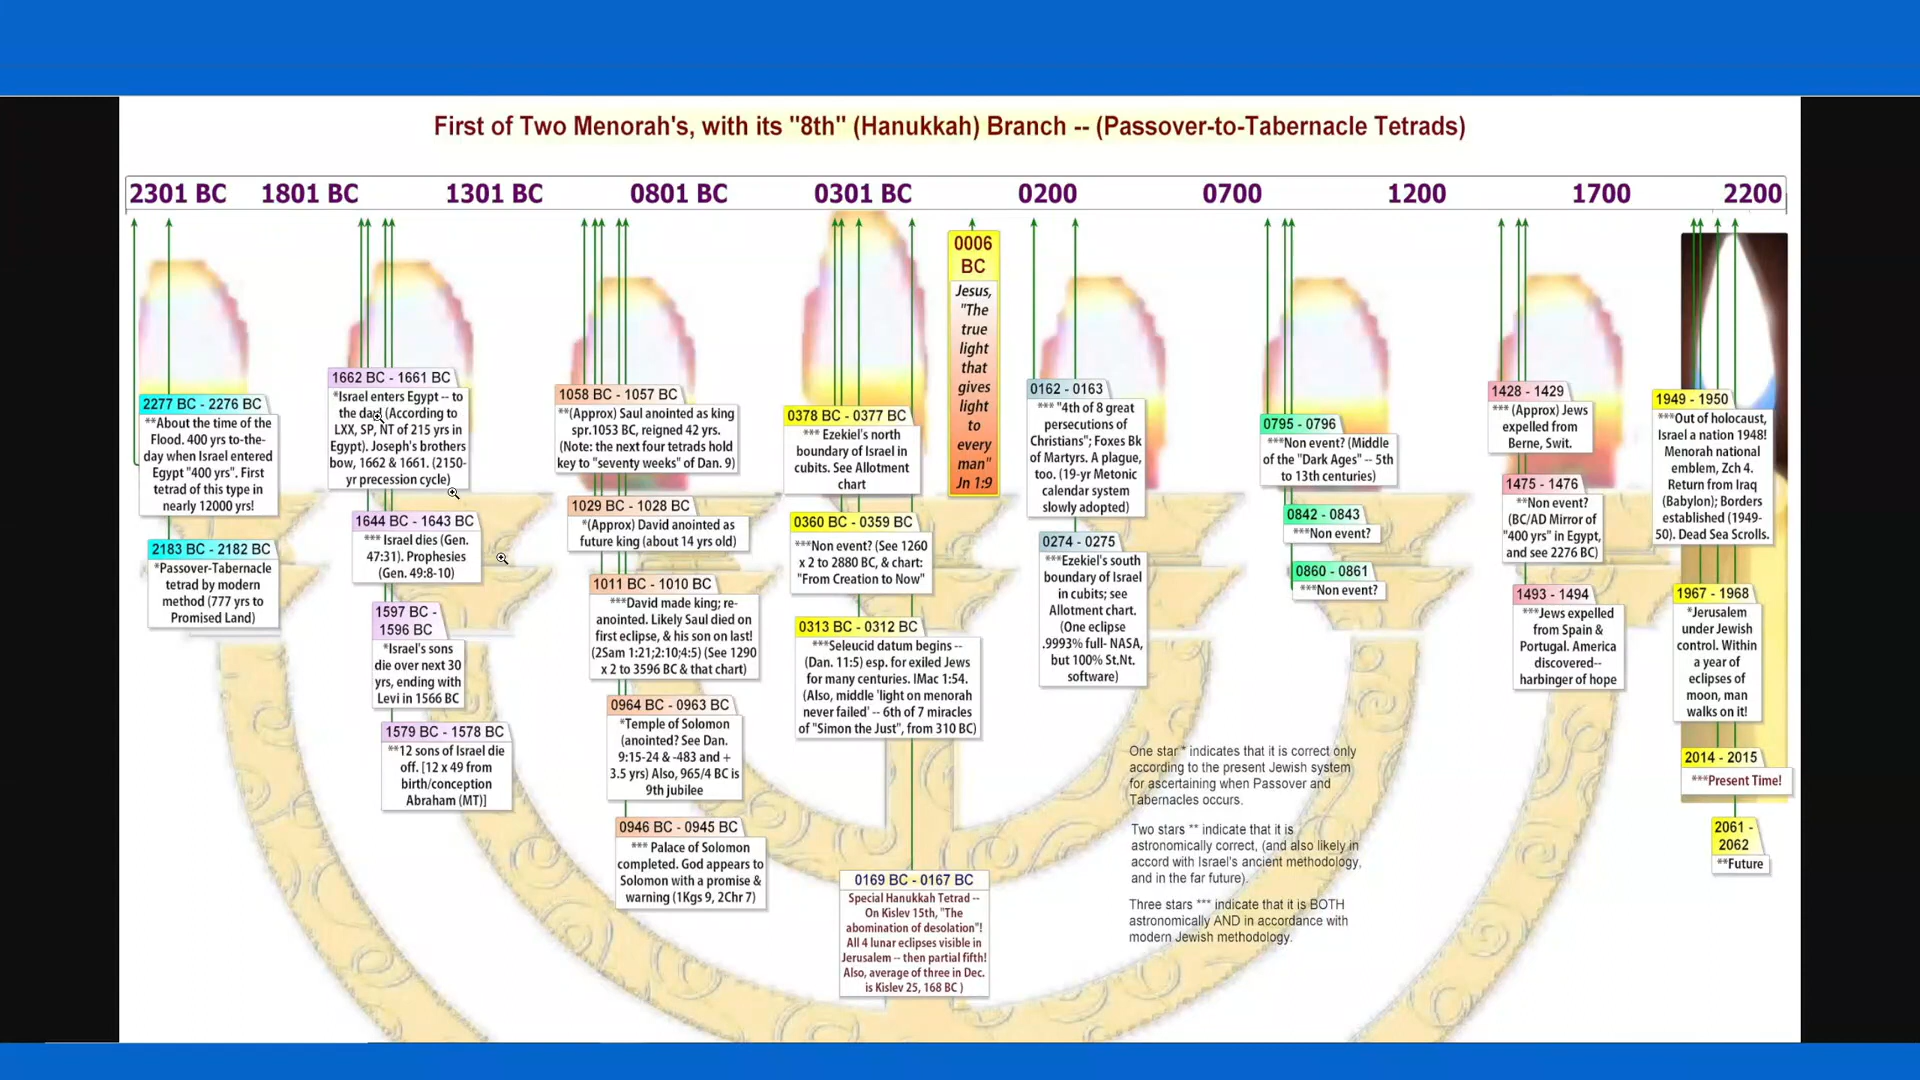 First of Two Menorah's, with its "8th" (Hanukkah) Branch -- (Passover-to-Tabernacle Tetrads)
2301 BC 1801 BC 1301 BC 0801 BC 0301 BC 0200 0700 1200 1700 2200
2277 BC - 2276 BC
**About the time of the
Flood. 400 yrs to-the-
day when Israel entered
Egypt "400 yrs". First
tetrad of this type in
nearly 12000 yrs!
2183 BC - 2182 BC
*Passover-Tabernacle
tetrad by modern
method (777 yrs to
Promised Land)
1662 BC - 1661 BC
*Israel enters Egypt -- to
the day! (According to
LXX, SP, NT of 215 yrs in
Egypt). Joseph's brothers
bow, 1662 & 1661. (2150-
yr precession cycle)
1644 BC - 1643 BC
*** Israel dies (Gen.
47:31). Prophesies
(Gen. 49:8-10)
1597 BC -
1596 BC
*Israel's sons
die over next 30
yrs, ending with
Levi in 1566 BC
1579 BC - 1578 BC
**12 sons of Israel die
off. [12 x 49 from
birth/conception
Abraham (MT)]
1058 BC - 1057 BC
**(Approx) Saul anointed as king
spr.1053 BC, reigned 42 yrs.
(Note: the next four tetrads hold
key to "seventy weeks" of Dan. 9)
1029 BC - 1028 BC
*(Approx) David anointed as
future king (about 14 yrs old)
1011 BC - 1010 BC
***David made king; re-
anointed. Likely Saul died on
first eclipse, & his son on last!
(2Sam 1:21;2:10;4:5) (See 1290
x 2 to 3596 BC & that chart)
0964 BC - 0963 BC
*Temple of Solomon
(anointed? See Dan.
9:15-24 & -483 and +
3.5 yrs) Also, 965/4 BC is
9th jubilee
0946 BC - 0945 BC
*** Palace of Solomon
completed. God appears to
Solomon with a promise &
warning (1Kgs 9, 2Chr 7)
0378 BC - 0377 BC
*** Ezekiel's north
boundary of Israel in
cubits. See Allotment
chart
0360 BC - 0359 BC
***Non event? (See 1260
x 2 to 2880 BC, & chart:
"From Creation to Now"
0313 BC - 0312 BC
***Seleucid datum begins --
(Dan. 11:5) esp. for exiled Jews
for many centuries. IMac 1:54.
(Also, middle 'light on menorah
never failed' -- 6th of 7 miracles
of "Simon the Just", from 310 BC)
0169 BC - 0167 BC
Special Hanukkah Tetrad --
On Kislev 15th, "The
abomination of desolation"!
All 4 lunar eclipses visible in
Jerusalem -- then partial fifth!
Also, average of three in Dec.
is Kislev 25, 168 BC )
0006
BC
Jesus,
"The
true
light
that
gives
light
to
every
man"
Jn 1:9
0162 - 0163
*** "4th of 8 great
persecutions of
Christians"; Foxes Bk
of Martyrs. A plague,
too. (19-yr Metonic
calendar system
slowly adopted)
0274 - 0275
***Ezekiel's south
boundary of Israel
in cubits; see
Allotment chart.
(One eclipse
.9993% full- NASA,
but 100% St.Nt.
software)
0795 - 0796
***Non event? (Middle
of the "Dark Ages" -- 5th
to 13th centuries)
0842 - 0843
***Non event?
0860 - 0861
***Non event?
One star * indicates that it is correct only
according to the present Jewish system
for ascertaining when Passover and
Tabernacles occurs.
Two stars ** indicate that it is
astronomically correct, (and also likely in
accord with Israel's ancient methodology,
and in the far future).
Three stars *** indicate that it is BOTH
astronomically AND in accordance with
modern Jewish methodology.
1428 - 1429
*** (Approx) Jews
expelled from
Berne, Swit.
1475 - 1476
**Non event?
(BC/AD Mirror of
"400 yrs" in Egypt,
and see 2276 BC)
1493 - 1494
***Jews expelled
from Spain &
Portugal. America
discovered--
harbinger of hope
1949 - 1950
***Out of holocaust,
Israel a nation 1948!
Menorah national
emblem, Zch 4.
Return from Iraq
(Babylon); Borders
established (1949-
50). Dead Sea Scrolls.
1967 - 1968
*Jerusalem
under Jewish
control. Within
a year of
eclipses of
moon, man
walks on it!
2014 - 2015
***Present Time!
2061 -
2062
**Future